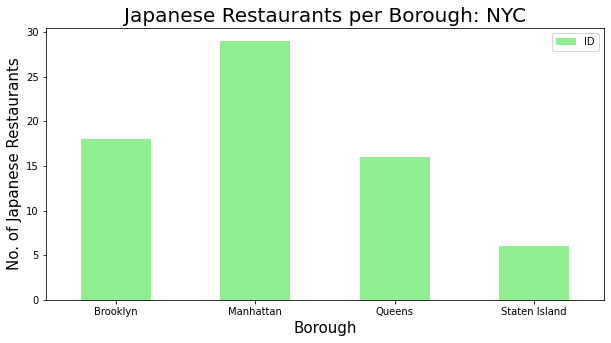 Japanese Restaurants per Borough: NYC
ID
No. of Japanese Restaurants
30
25
20
15
10
5
0
Brooklyn Manhattan Queens Staten Island
Borough